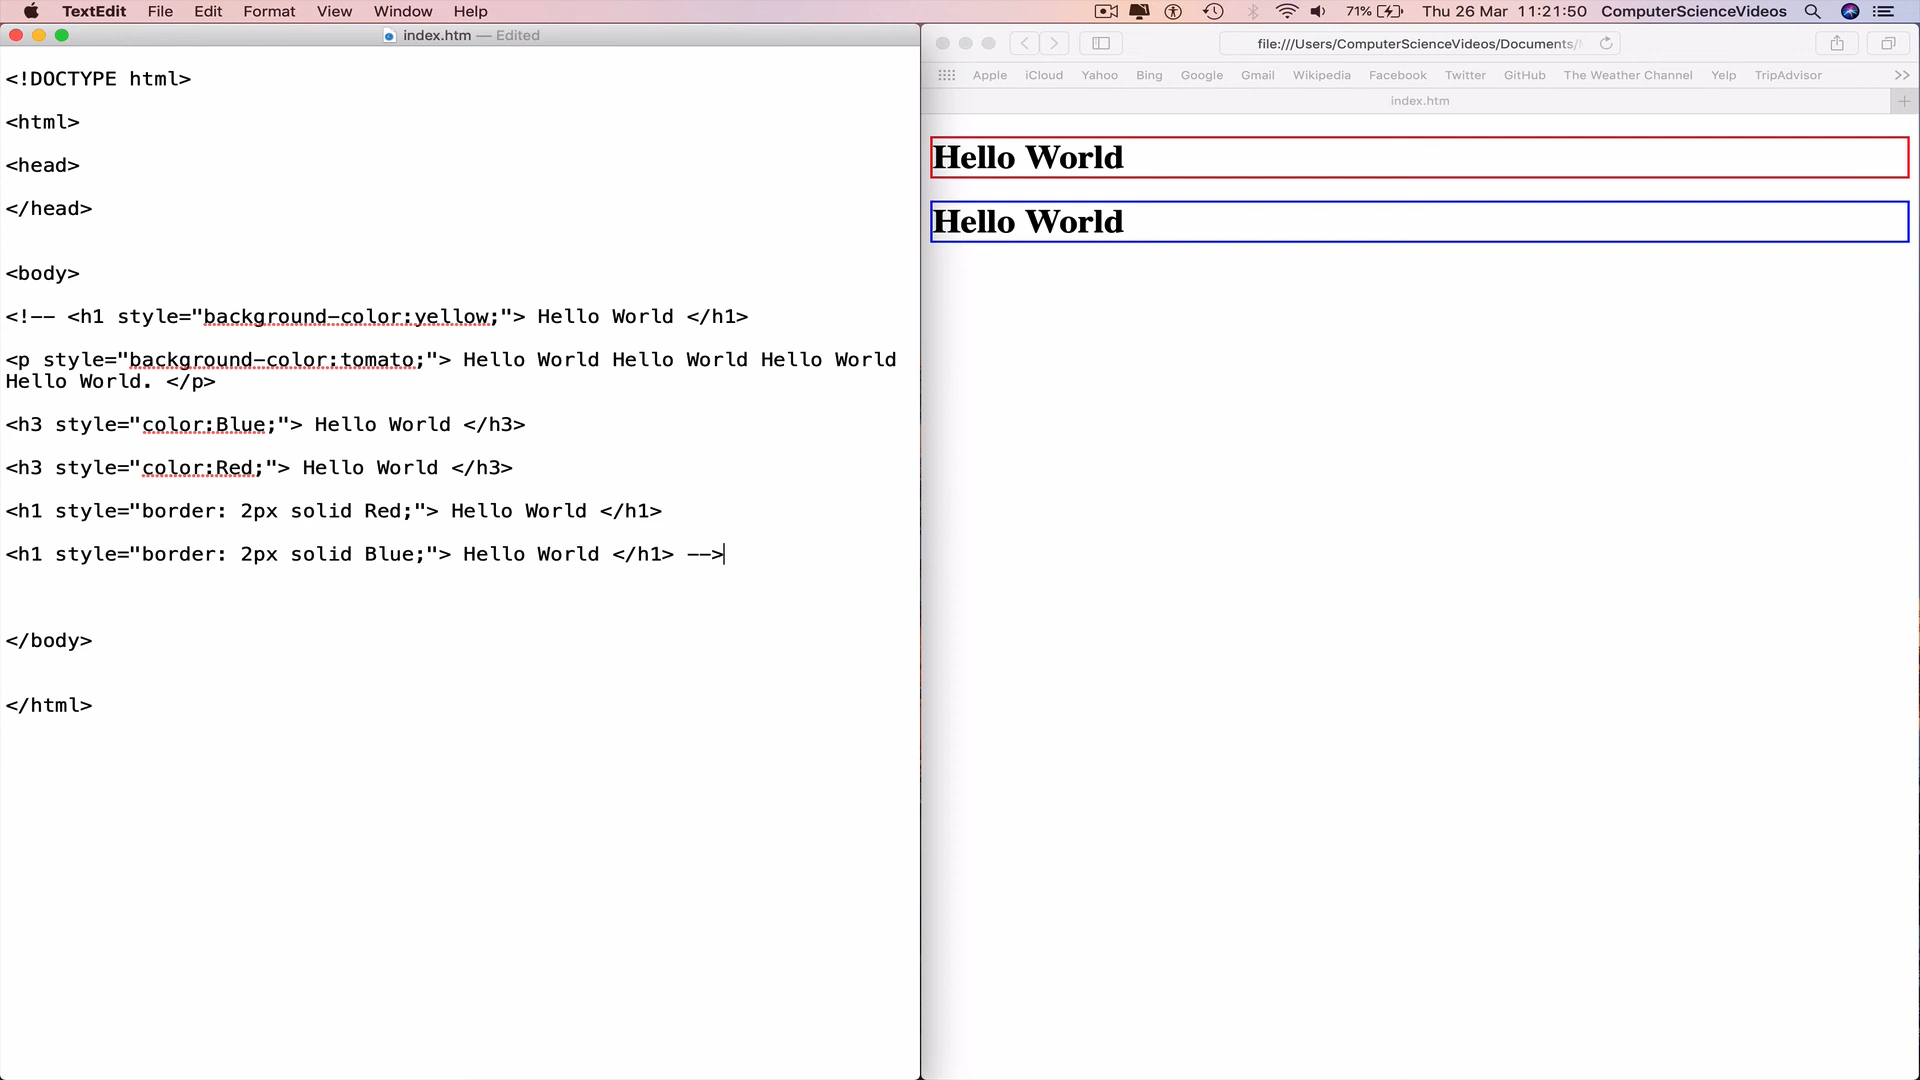 TextEdit File Edit Format View Window Help 71% Thu 26 Mar 11:21:50 ComputerScienceVideos
index.htm — Edited
<!DOCTYPE html>
<html>
<head>
</head>
<body>
<!-- <h1 style="background-color:yellow;"> Hello World </h1>
<p style="background-color:tomato;"> Hello World Hello World Hello World
Hello World. </p>
<h3 style="color:Blue;"> Hello World </h3>
<h3 style="color:Red;"> Hello World </h3>
<h1 style="border: 2px solid Red;"> Hello World </h1>
<h1 style="border: 2px solid Blue;"> Hello World </h1> -->
</body>
</html>
file:///Users/ComputerScienceVideos/Documents/
Apple iCloud Yahoo Bing Google Gmail Wikipedia Facebook Twitter GitHub The Weather Channel Yelp TripAdvisor >>
index.htm
Hello World
Hello World